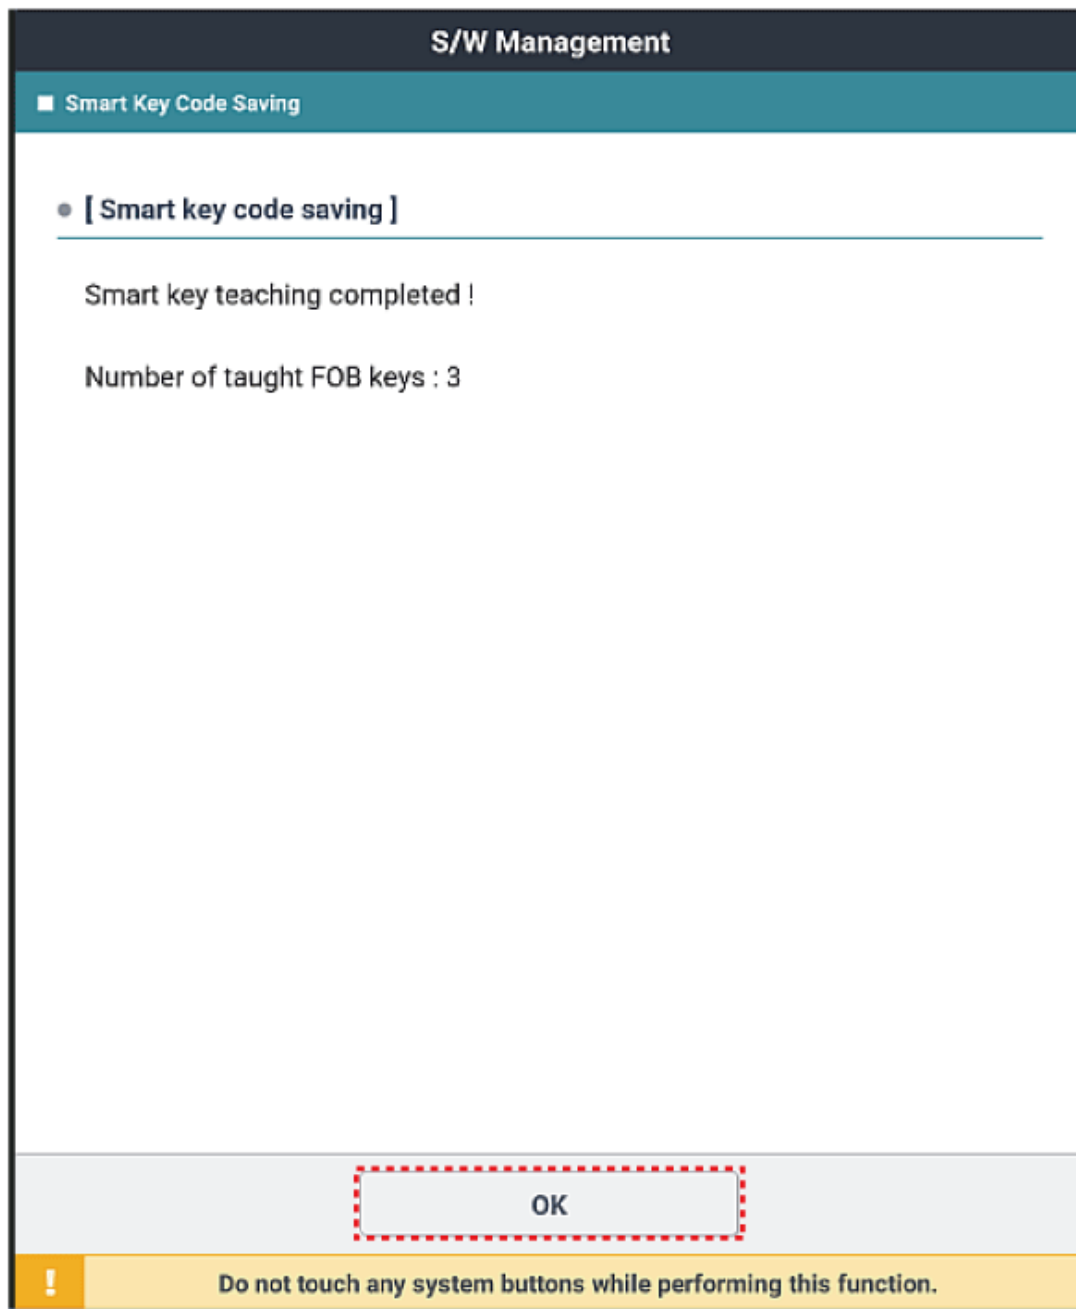 S/W Management
Smart Key Code Saving
[ Smart key code saving ]
Smart key teaching completed !
Number of taught FOB keys : 3
OK
! Do not touch any system buttons while performing this function.